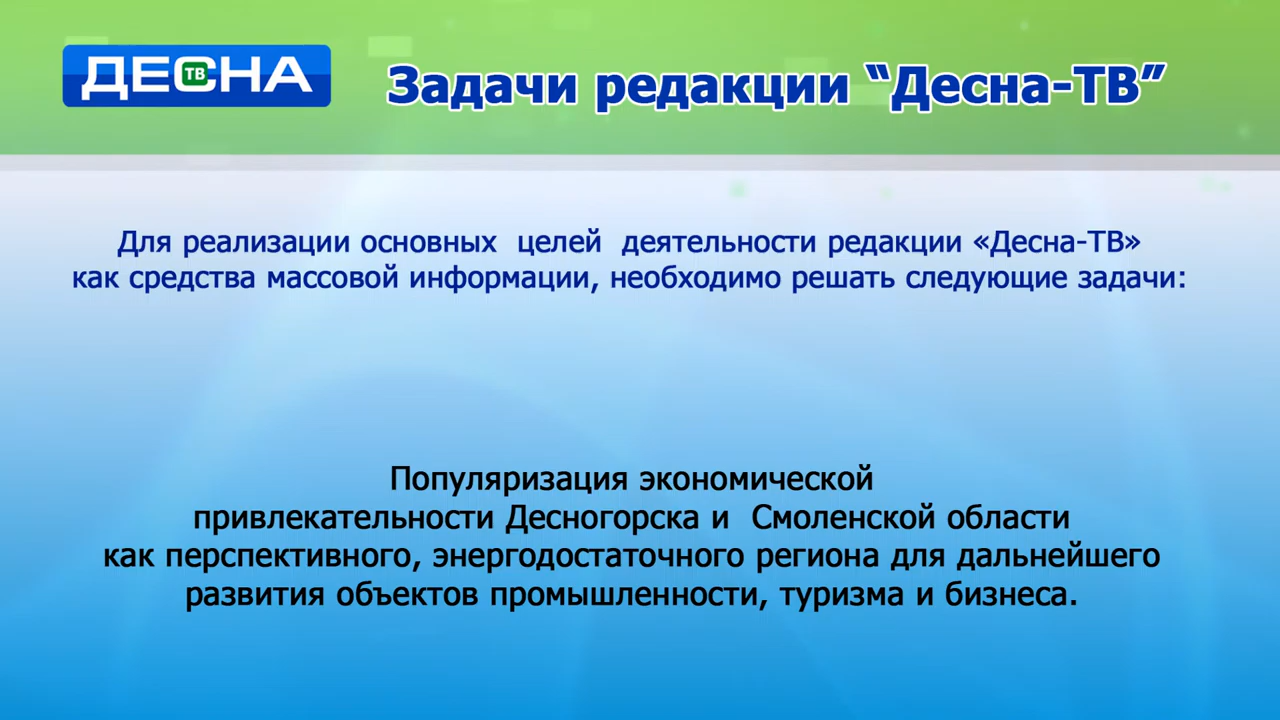 ДЕСНА
ТВ
Задачи редакции “Десна-ТВ”
Для реализации основных целей деятельности редакции «Десна-ТВ»
как средства массовой информации, необходимо решать следующие задачи:
Популяризация экономической
привлекательности Десногорска и Смоленской области
как перспективного, энергодостаточного региона для дальнейшего
развития объектов промышленности, туризма и бизнеса.